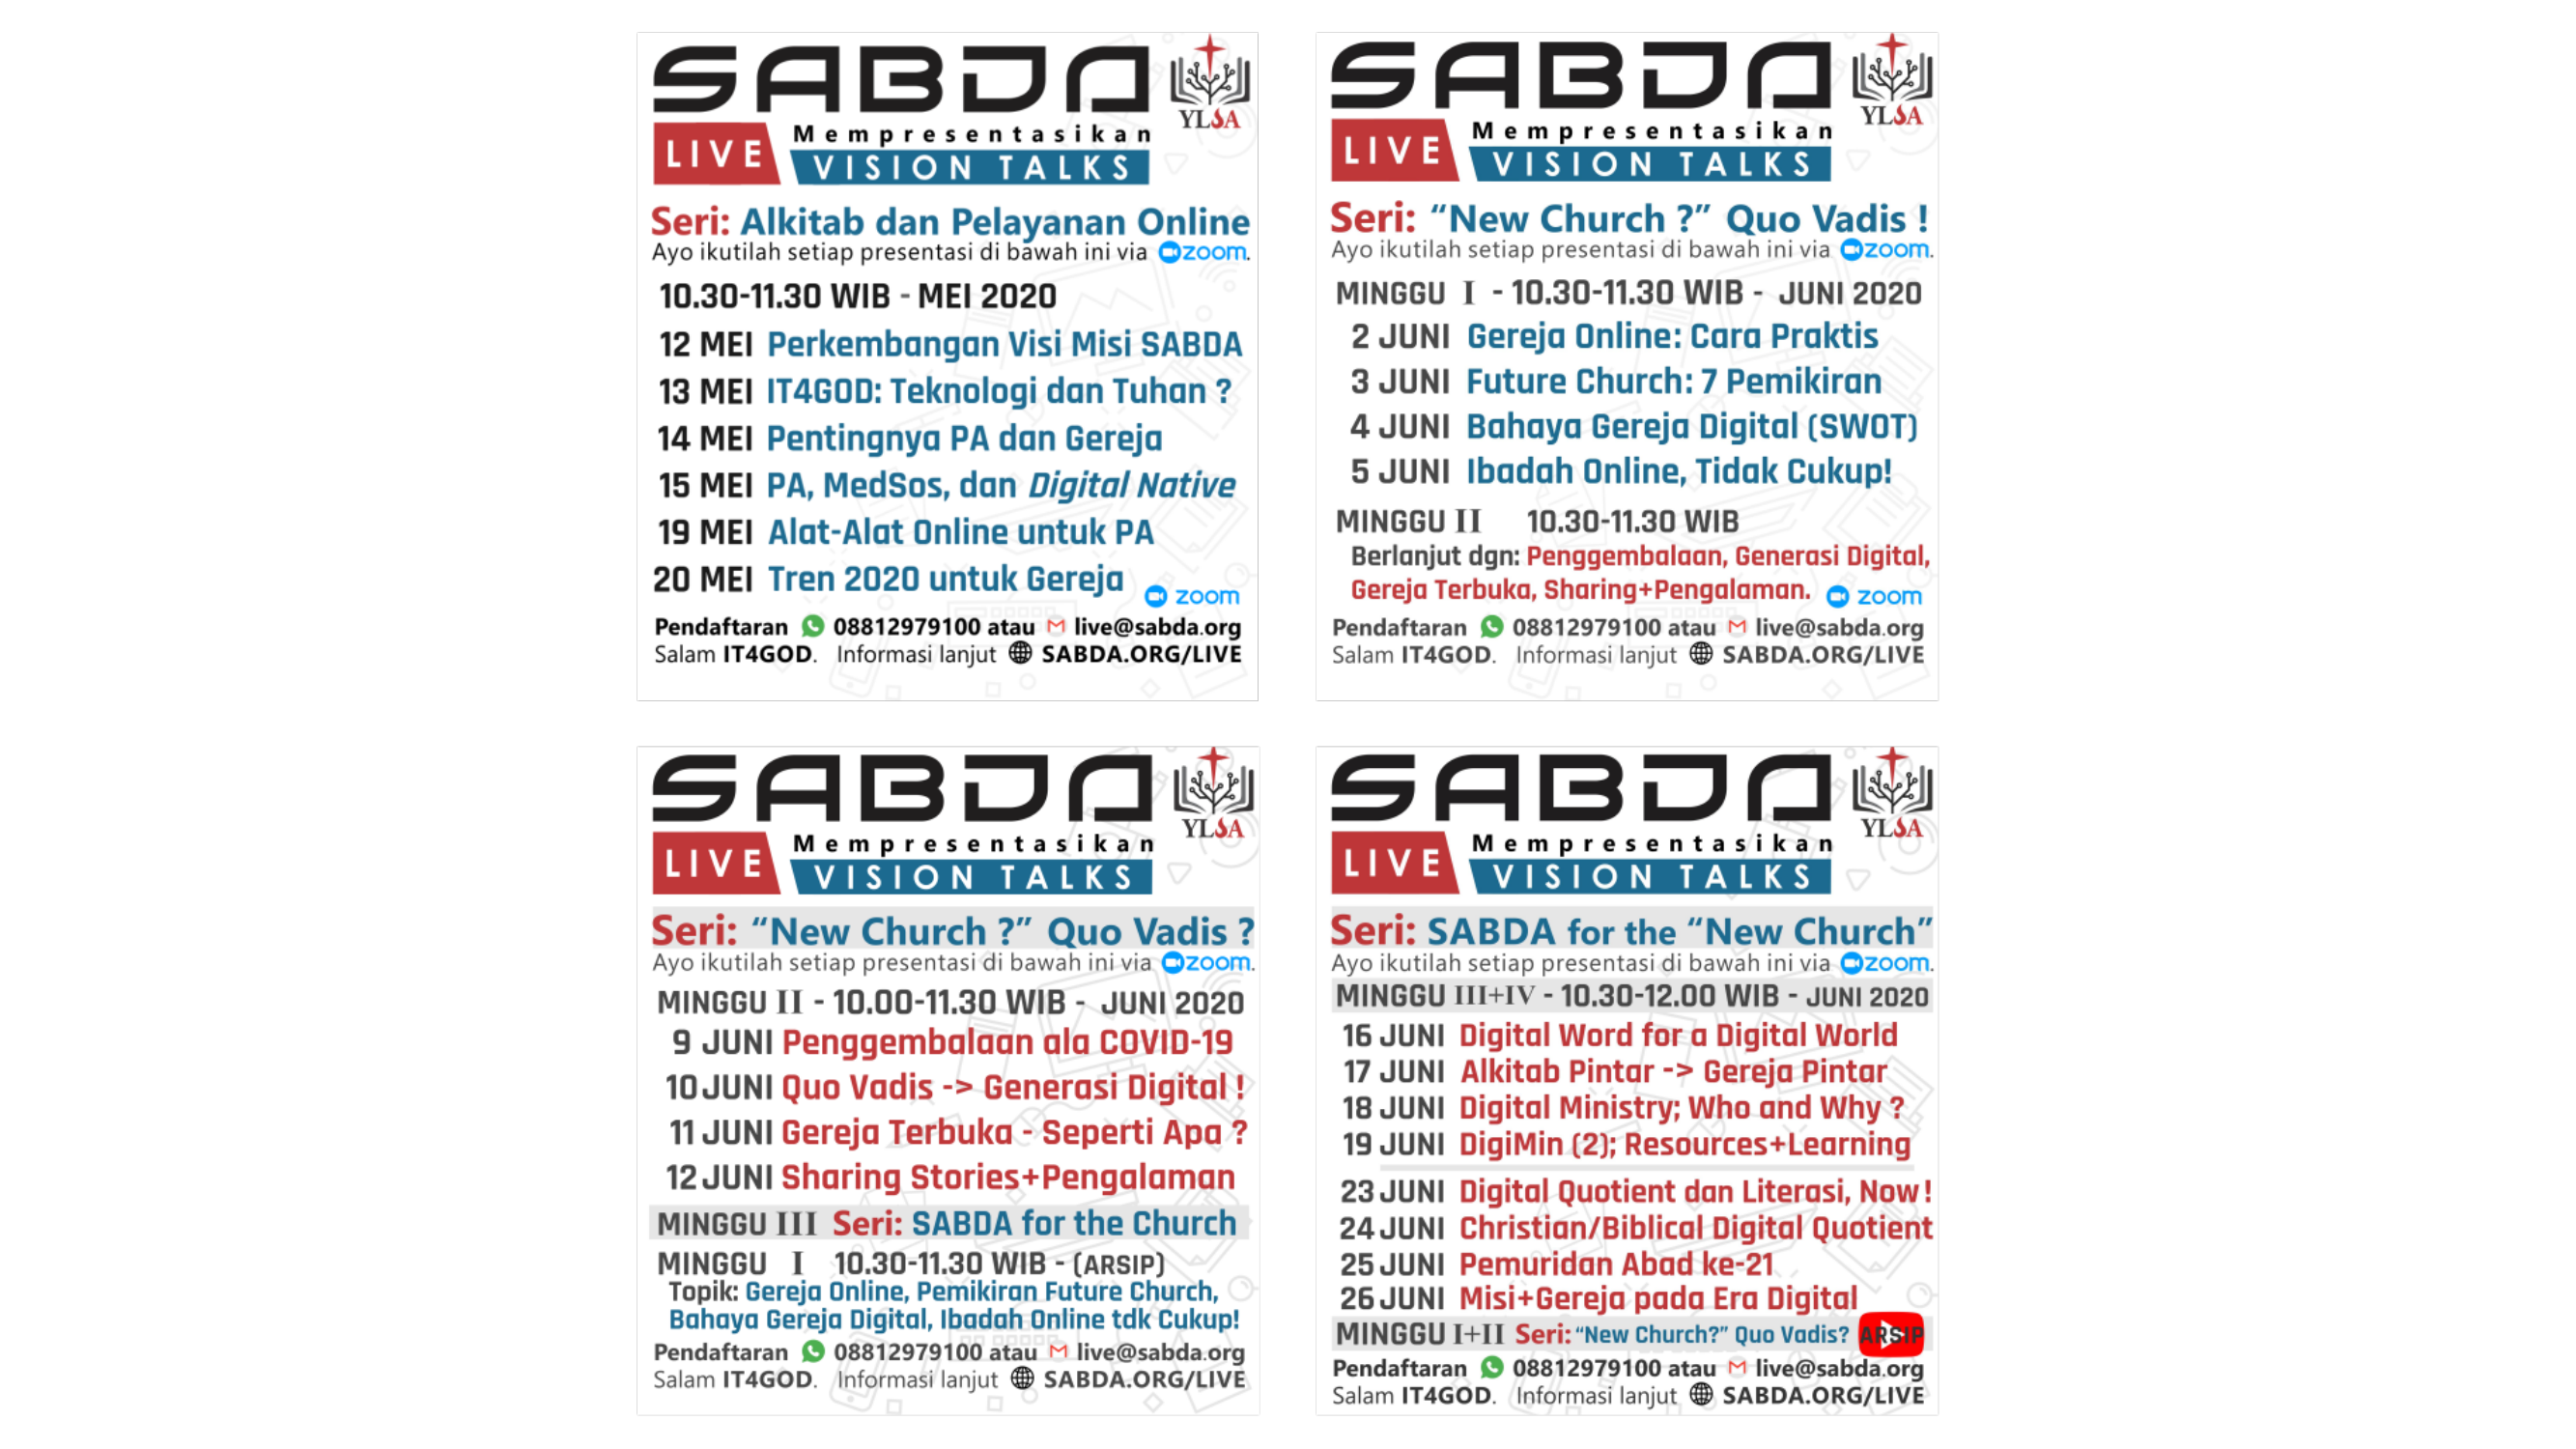 SABDA
YLSA
LIVE
Mempresentasikan
VISION TALKS
Seri: Alkitab dan Pelayanan Online
Ayo ikutilah setiap presentasi di bawah ini via zoom.
10.30-11.30 WIB - MEI 2020
12 MEI Perkembangan Visi Misi SABDA
13 MEI IT4GOD: Teknologi dan Tuhan ?
14 MEI Pentingnya PA dan Gereja
15 MEI PA, MedSos, dan Digital Native
19 MEI Alat-Alat Online untuk PA
20 MEI Tren 2020 untuk Gereja
zoom
Pendaftaran 08812979100 atau live@sabda.org
Salam IT4GOD. Informasi lanjut SABDA.ORG/LIVE
SABDA
YLSA
LIVE
Mempresentasikan
VISION TALKS
Seri: “New Church ?” Quo Vadis !
Ayo ikutilah setiap presentasi di bawah ini via zoom.
MINGGU I - 10.30-11.30 WIB - JUNI 2020
2 JUNI Gereja Online: Cara Praktis
3 JUNI Future Church: 7 Pemikiran
4 JUNI Bahaya Gereja Digital (SWOT)
5 JUNI Ibadah Online, Tidak Cukup!
MINGGU II 10.30-11.30 WIB
Berlanjut dgn: Penggembalaan, Generasi Digital,
Gereja Terbuka, Sharing+Pengalaman.
zoom
Pendaftaran 08812979100 atau live@sabda.org
Salam IT4GOD. Informasi lanjut SABDA.ORG/LIVE
SABDA
YLSA
LIVE
Mempresentasikan
VISION TALKS
Seri: “New Church ?” Quo Vadis ?
Ayo ikutilah setiap presentasi di bawah ini via zoom.
MINGGU II - 10.00-11.30 WIB - JUNI 2020
9 JUNI Penggembalaan ala COVID-19
10 JUNI Quo Vadis -> Generasi Digital !
11 JUNI Gereja Terbuka - Seperti Apa ?
12 JUNI Sharing Stories+Pengalaman
MINGGU III Seri: SABDA for the Church
MINGGU I 10.30-11.30 WIB - (ARSIP)
Topik: Gereja Online, Pemikiran Future Church,
Bahaya Gereja Digital, Ibadah Online tdk Cukup!
Pendaftaran 08812979100 atau live@sabda.org
Salam IT4GOD. Informasi lanjut SABDA.ORG/LIVE
SABDA
YLSA
LIVE
Mempresentasikan
VISION TALKS
Seri: SABDA for the “New Church”
Ayo ikutilah setiap presentasi di bawah ini via zoom.
MINGGU III+IV - 10.30-12.00 WIB - JUNI 2020
16 JUNI Digital Word for a Digital World
17 JUNI Alkitab Pintar -> Gereja Pintar
18 JUNI Digital Ministry; Who and Why ?
19 JUNI DigiMin (2); Resources+Learning
23 JUNI Digital Quotient dan Literasi, Now!
24 JUNI Christian/Biblical Digital Quotient
25 JUNI Pemuridan Abad ke-21
26 JUNI Misi+Gereja pada Era Digital
MINGGU I+II Seri: “New Church?” Quo Vadis? ARSIP
Pendaftaran 08812979100 atau live@sabda.org
Salam IT4GOD. Informasi lanjut SABDA.ORG/LIVE